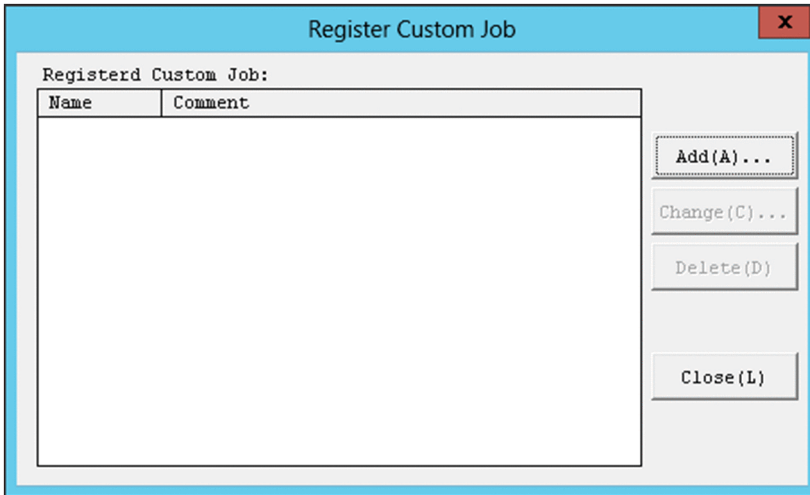 Register Custom Job
x
Registerd Custom Job:
Name Comment
Add(A)...
Change(C)...
Delete(D)
Close(L)